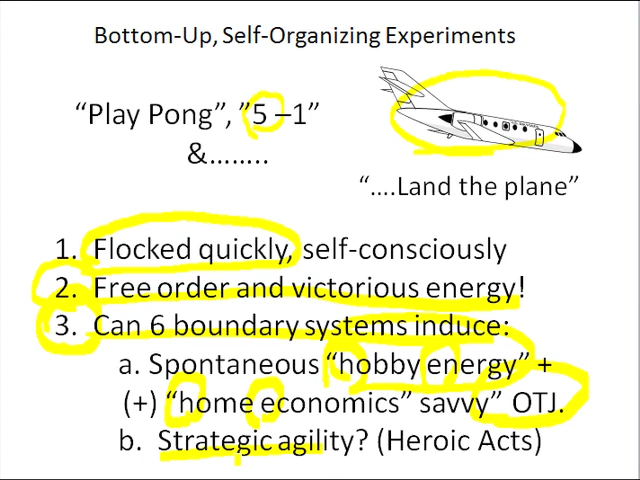 Bottom-Up, Self-Organizing Experiments
“Play Pong”, ”5 –1”
&........
“....Land the plane”
1. Flocked quickly, self-consciously
2. Free order and victorious energy!
3. Can 6 boundary systems induce:
a. Spontaneous “hobby energy” +
(+) “home economics” savvy” OTJ.
b. Strategic agility? (Heroic Acts)